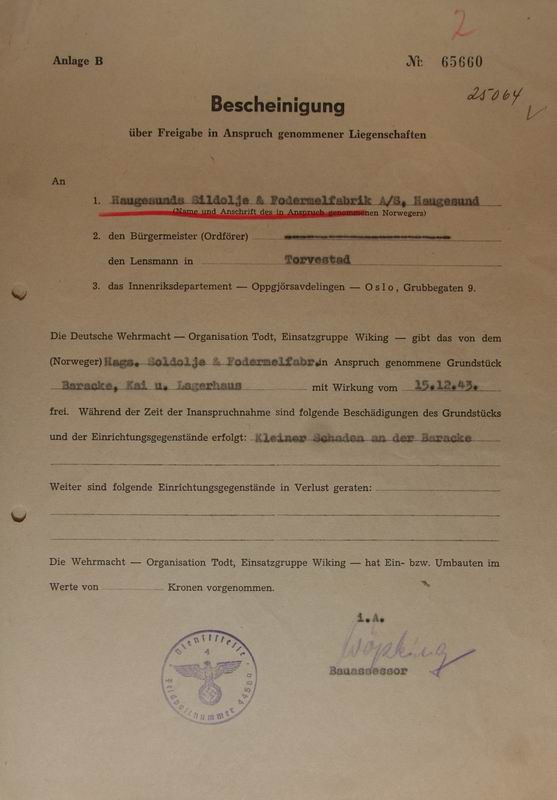 2
Anlage B
Nr. 65660
25064
Bescheinigung
über Freigabe in Anspruch genommener Liegenschaften
An
1. Haugesunds Sildolje & Fodermelfabrik A/S, Haugesund
(Name und Anschrift des in Anspruch genommenen Norwegers)
2. den Bürgermeister (Ordförer)
den Lensmann in Torvestad
3. das Innenriksdepartement — Oppgjörsavdelingen — Oslo, Grubbegaten 9.
Die Deutsche Wehrmacht — Organisation Todt, Einsatzgruppe Wiking — gibt das von dem
(Norweger) Hags. Soldolje & Fodermelfabr. in Anspruch genommene Grundstück
Baracke, Kai u. Lagerhaus mit Wirkung vom 15.12.43.
frei. Während der Zeit der Inanspruchnahme sind folgende Beschädigungen des Grundstücks
und der Einrichtungsgegenstände erfolgt: Kleiner Schaden an der Baracke
Weiter sind folgende Einrichtungsgegenstände in Verlust geraten:
Die Wehrmacht — Organisation Todt, Einsatzgruppe Wiking — hat Ein- bzw. Umbauten im
Werte von Kronen vorgenommen.
i.A.
Bauassessor
Dienststelle
4
Feldpostnummer